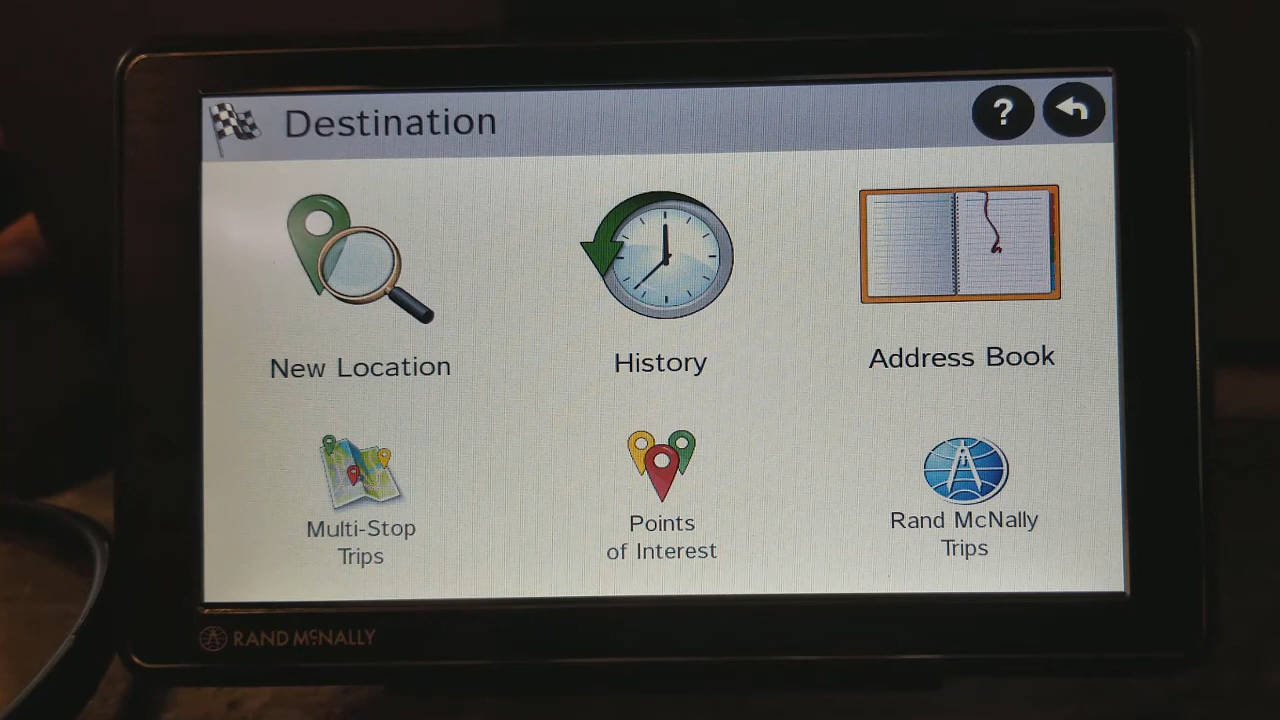 Destination
?
New Location
History
Address Book
Multi-Stop
Trips
Points
of Interest
Rand McNally
Trips
RAND McNALLY